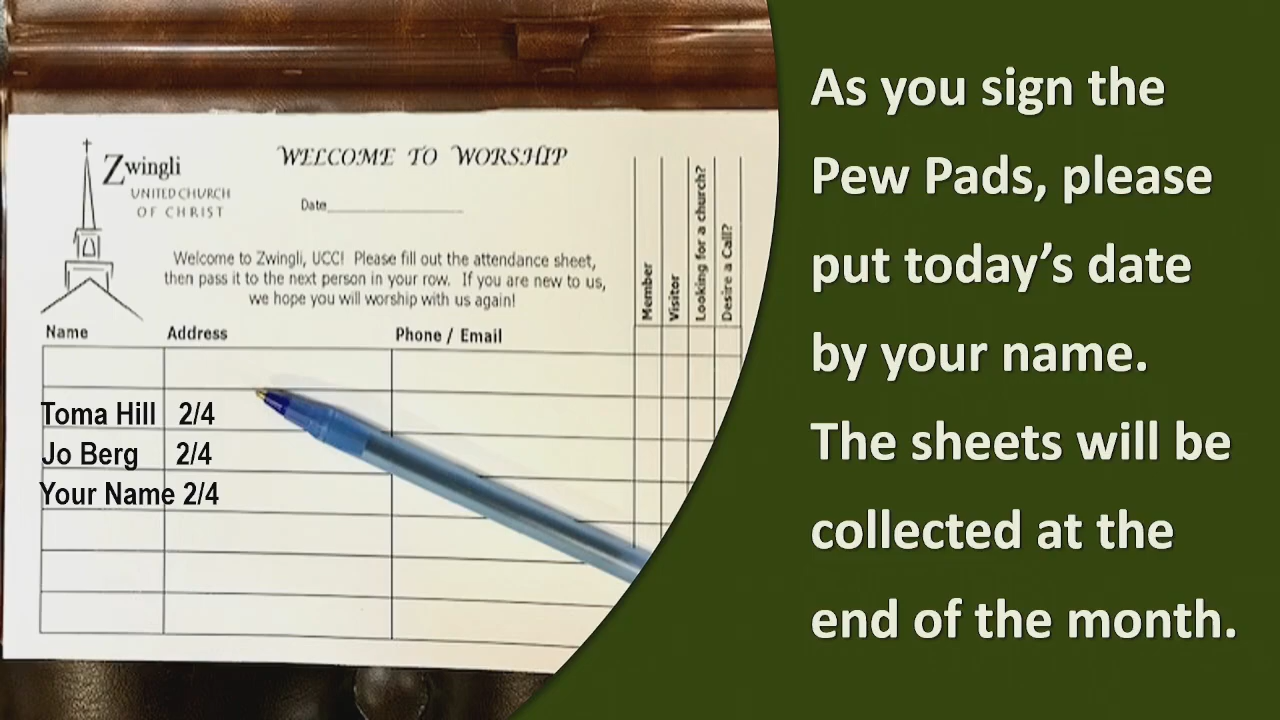 Zwingli
UNITED CHURCH
OF CHRIST
WELCOME TO WORSHIP
Date
Welcome to Zwingli, UCC! Please fill out the attendance sheet,
then pass it to the next person in your row. If you are new to us,
we hope you will worship with us again!
Name Address Phone / Email
Member
Visitor
Looking for a church?
Desire a Call?
Toma Hill 2/4
Jo Berg 2/4
Your Name 2/4
As you sign the
Pew Pads, please
put today’s date
by your name.
The sheets will be
collected at the
end of the month.